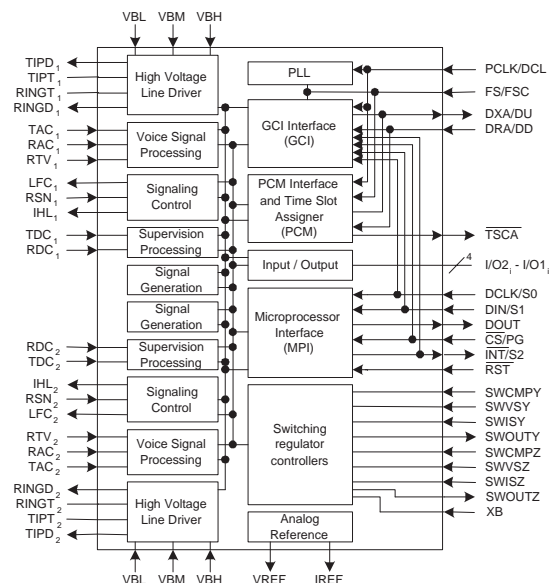 VBL VBM VBH
TIPD1
TIPT1
RINGT1
RINGD1
TAC1
RAC1
RTV1
LFC1
RSN1
IHL1
TDC1
RDC1
RDC2
TDC2
IHL2
RSN2
LFC2
RTV2
RAC2
TAC2
RINGD2
RINGT2
TIPT2
TIPD2
High Voltage
Line Driver
Voice Signal
Processing
Signaling
Control
Supervision
Processing
Signal
Generation
Signal
Generation
Supervision
Processing
Signaling
Control
Voice Signal
Processing
High Voltage
Line Driver
PLL
GCI Interface
(GCI)
PCM Interface
and Time Slot
Assigner
(PCM)
Input / Output
Microprocessor
Interface
(MPI)
Switching
regulator
controllers
Analog
Reference
PCLK/DCL
FS/FSC
DXA/DU
DRA/DD
TSCA
4
I/O2i - I/O1i
DCLK/S0
DIN/S1
DOUT
CS/PG
INT/S2
RST
SWCMPY
SWVSY
SWISY
SWOUTY
SWCMPZ
SWVSZ
SWISZ
SWOUTZ
XB
VBL VBM VBH
VREF IREF